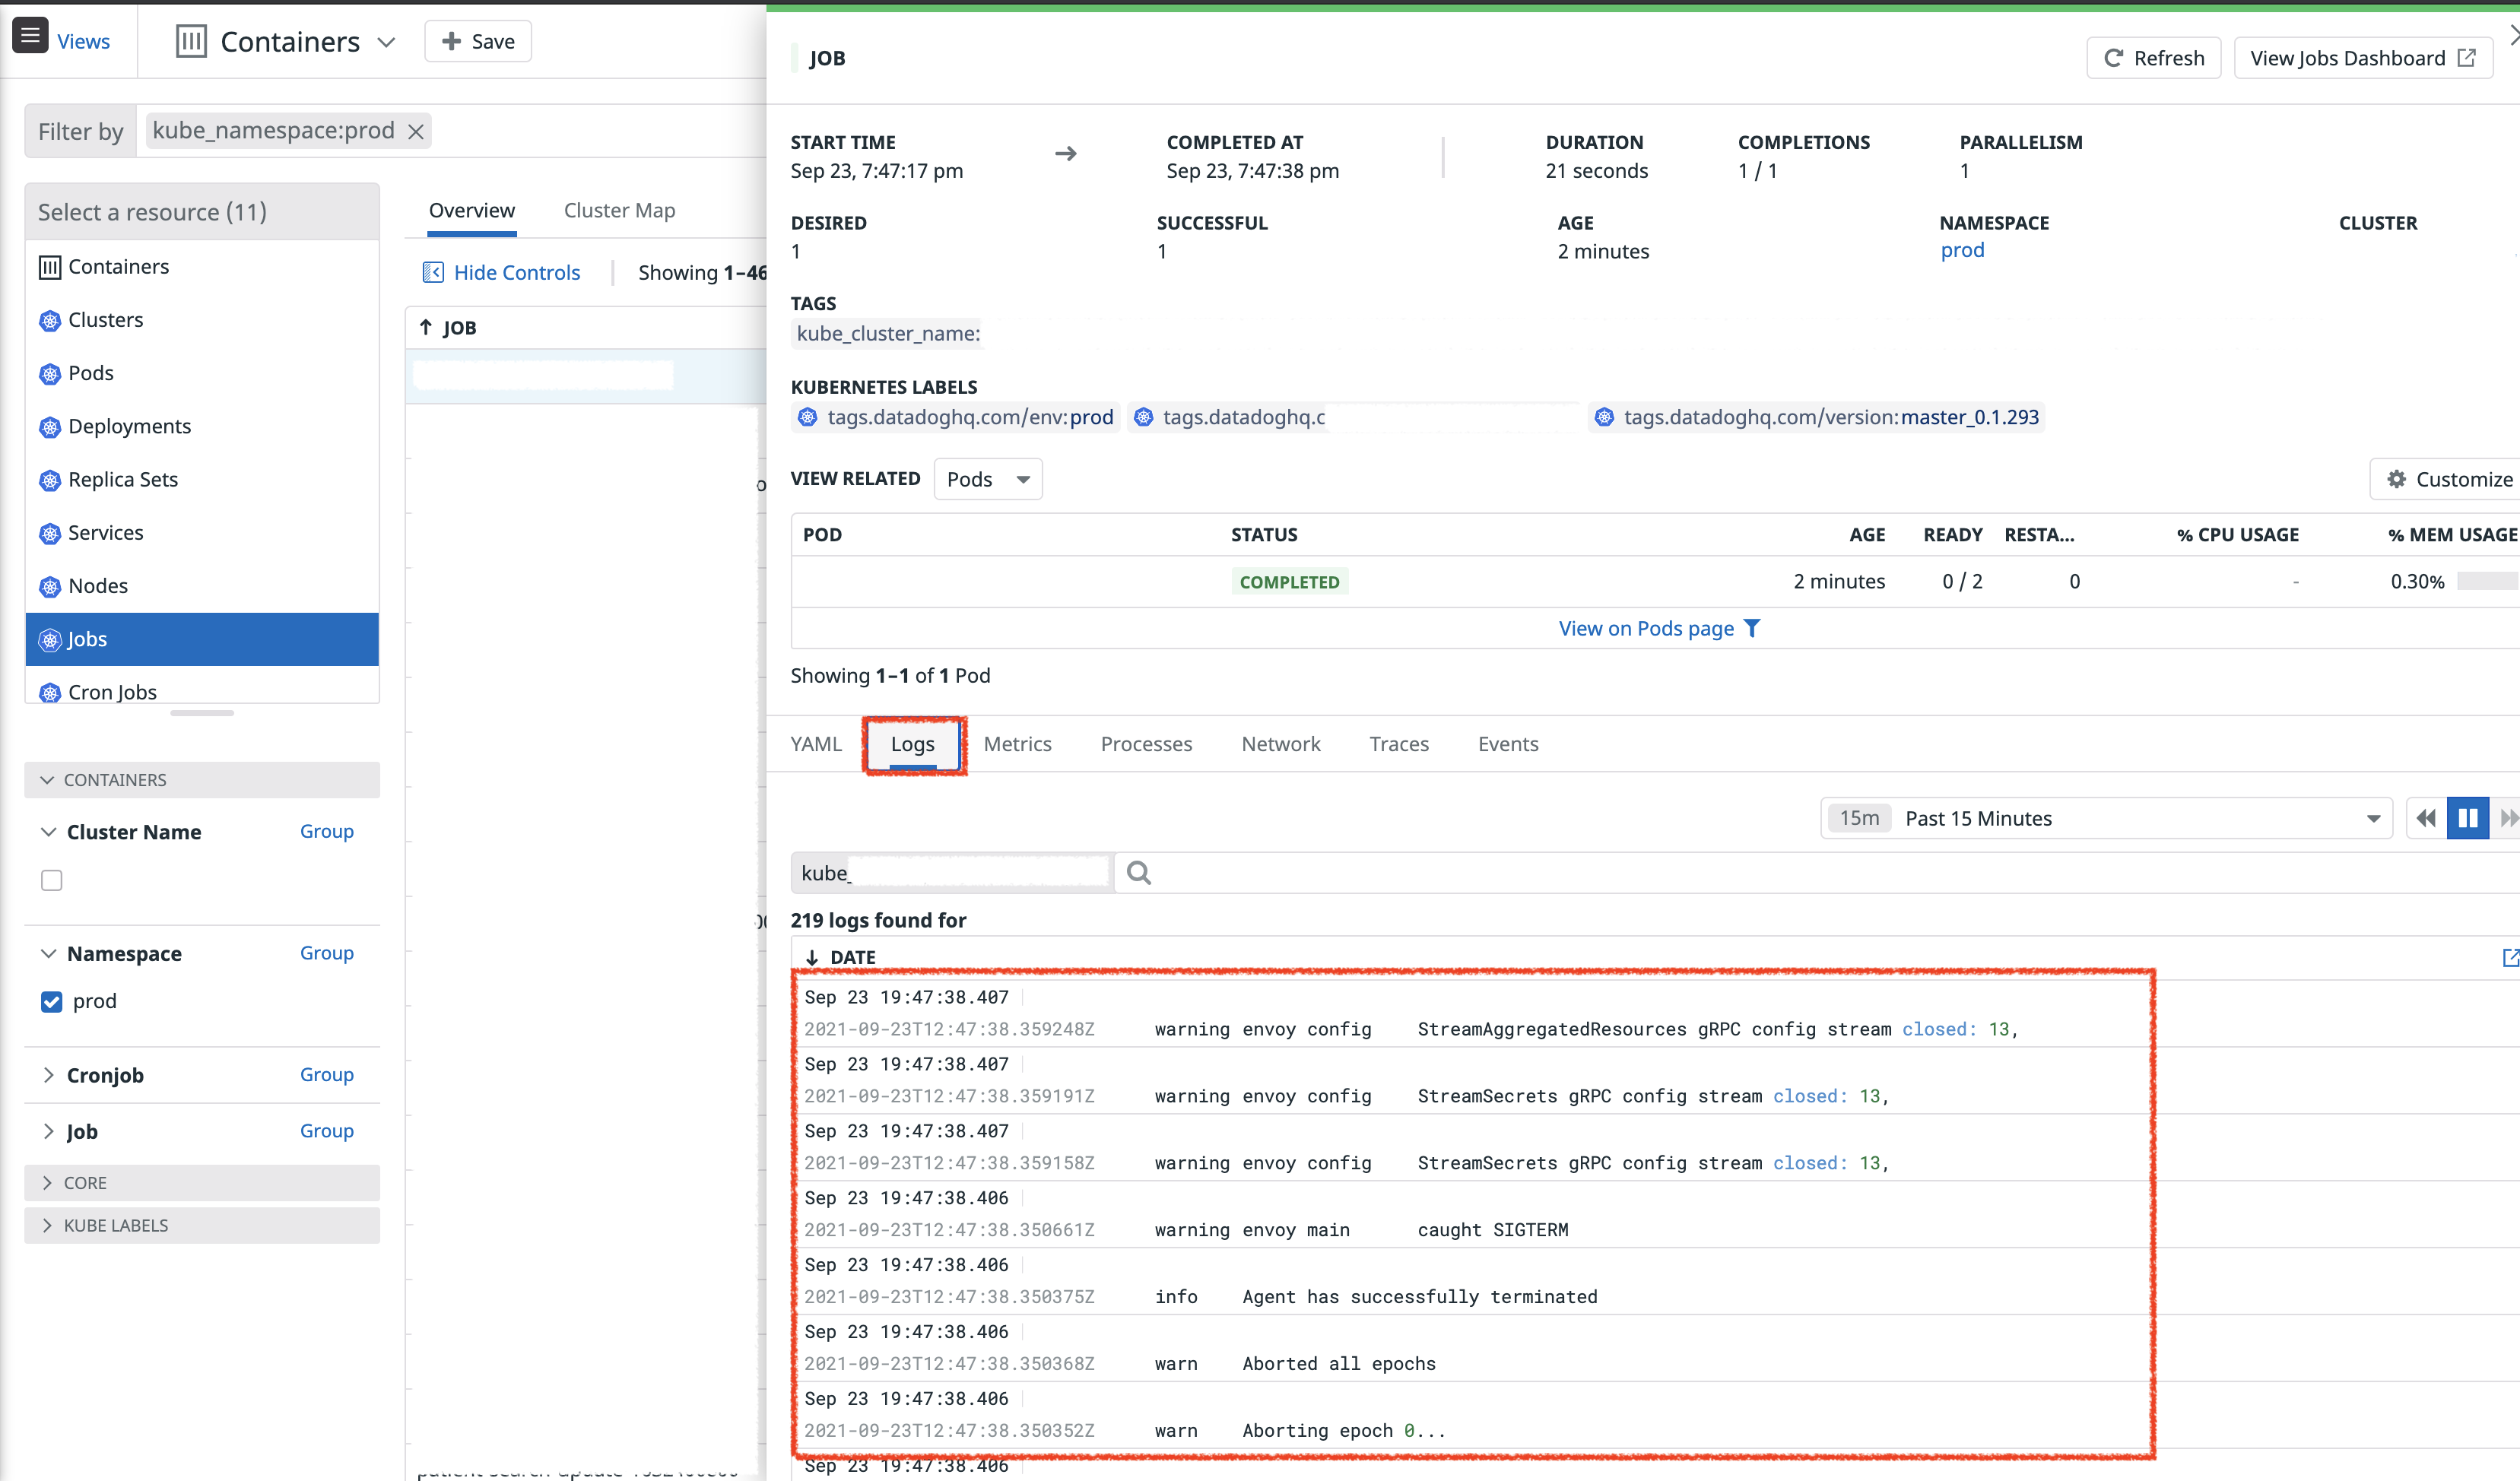 Views
Containers
Save
Filter by kube_namespace:prod
Select a resource (11)
Containers
Clusters
Pods
Deployments
Replica Sets
Services
Nodes
Jobs
Cron Jobs
CONTAINERS
Cluster Name Group
Namespace Group
prod
Cronjob Group
Job Group
CORE
KUBE LABELS
Overview Cluster Map
Hide Controls Showing 1–46
JOB
JOB
Refresh View Jobs Dashboard
START TIME COMPLETED AT DURATION COMPLETIONS PARALLELISM
Sep 23, 7:47:17 pm → Sep 23, 7:47:38 pm 21 seconds 1 / 1 1
DESIRED SUCCESSFUL AGE NAMESPACE CLUSTER
1 1 2 minutes prod
TAGS
kube_cluster_name:
KUBERNETES LABELS
tags.datadoghq.com/env:prod tags.datadoghq.c tags.datadoghq.com/version:master_0.1.293
VIEW RELATED Pods Customize
POD STATUS AGE READY RESTA... % CPU USAGE % MEM USAGE
COMPLETED 2 minutes 0 / 2 0 - 0.30%
View on Pods page
Showing 1–1 of 1 Pod
YAML Logs Metrics Processes Network Traces Events
15m Past 15 Minutes
kube_
219 logs found for
DATE
Sep 23 19:47:38.407
2021-09-23T12:47:38.359248Z warning envoy config StreamAggregatedResources gRPC config stream closed: 13,
Sep 23 19:47:38.407
2021-09-23T12:47:38.359191Z warning envoy config StreamSecrets gRPC config stream closed: 13,
Sep 23 19:47:38.407
2021-09-23T12:47:38.359158Z warning envoy config StreamSecrets gRPC config stream closed: 13,
Sep 23 19:47:38.406
2021-09-23T12:47:38.350661Z warning envoy main caught SIGTERM
Sep 23 19:47:38.406
2021-09-23T12:47:38.350375Z info Agent has successfully terminated
Sep 23 19:47:38.406
2021-09-23T12:47:38.350368Z warn Aborted all epochs
Sep 23 19:47:38.406
2021-09-23T12:47:38.350352Z warn Aborting epoch 0...
Sep 23 19:47:38.406